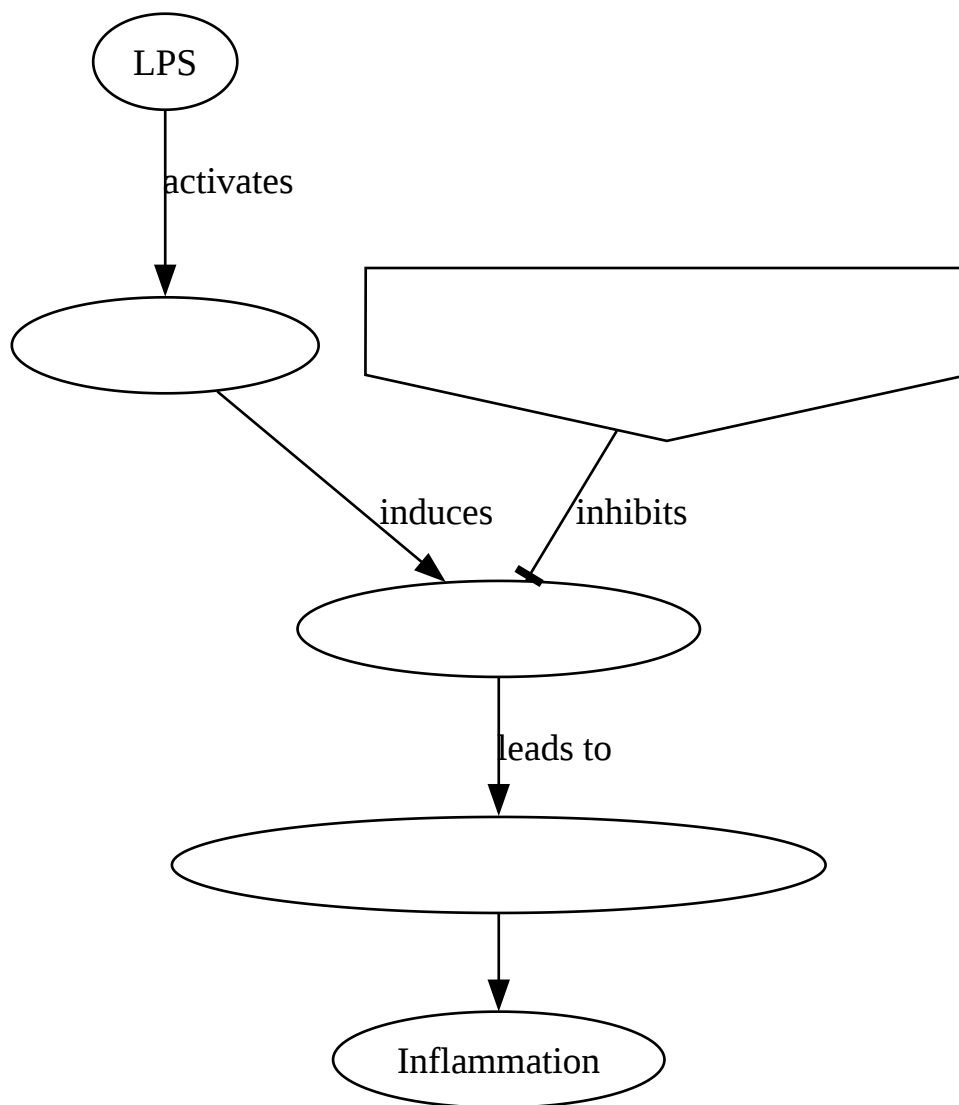 LPS
activates
induces
inhibits
leads to
Inflammation